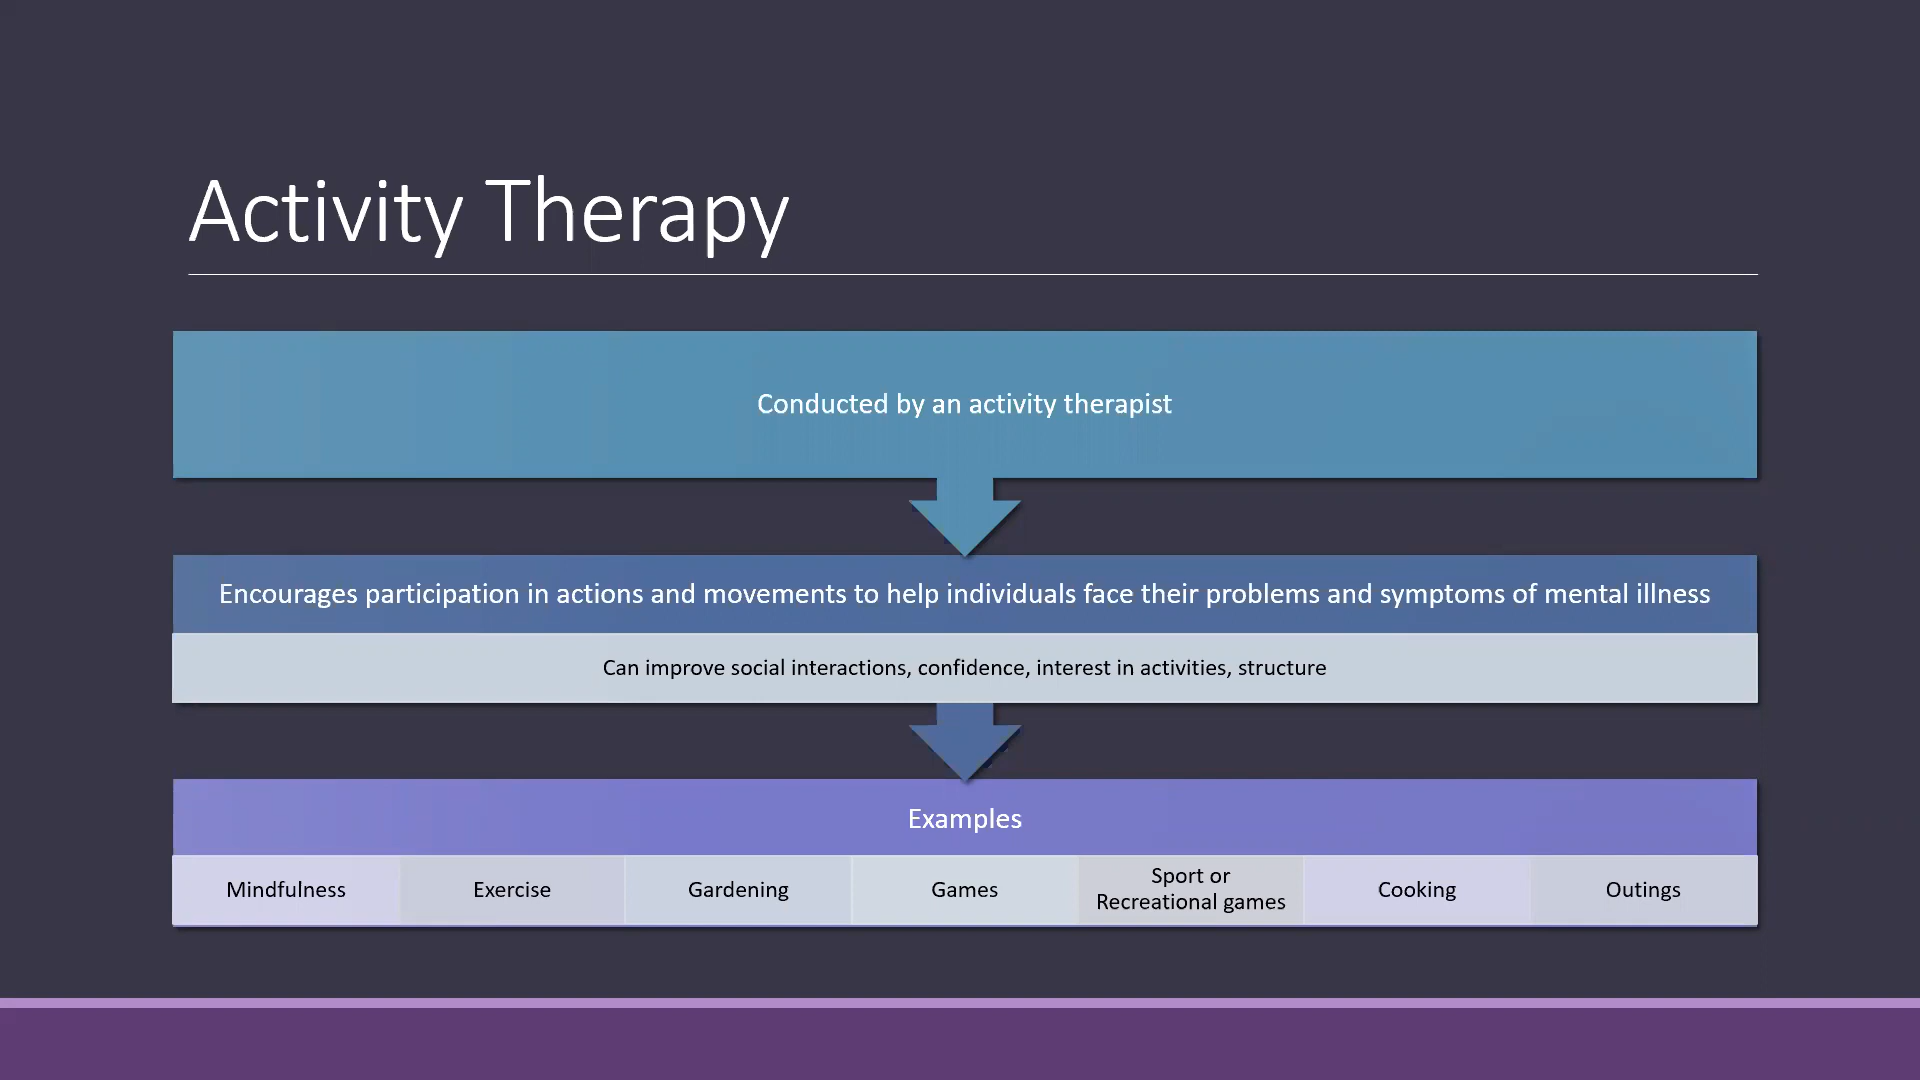 Activity Therapy
Conducted by an activity therapist
Encourages participation in actions and movements to help individuals face their problems and symptoms of mental illness
Can improve social interactions, confidence, interest in activities, structure
Examples
Mindfulness
Exercise
Gardening
Games
Sport or
Recreational games
Cooking
Outings